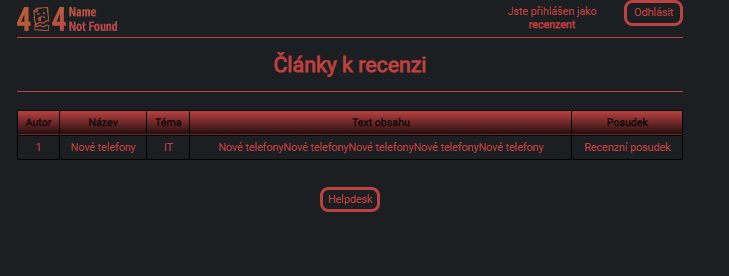 4 4 Name
Not Found
Jste přihlášen jako
recenzent
Odhlásit
Články k recenzi
Autor Název Téma Text obsahu Posudek
1 Nové telefony IT Nové telefonyNové telefonyNové telefonyNové telefonyNové telefony Recenzní posudek
Helpdesk